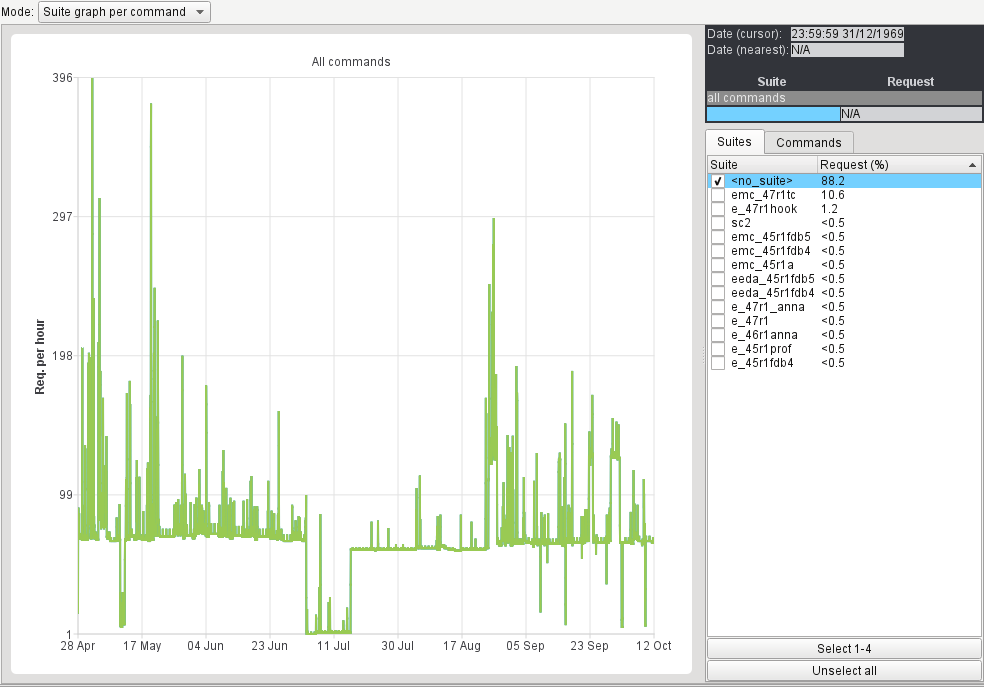 Mode: Suite graph per command
All commands
Req. per hour
396
297
198
99
1
28 Apr 17 May 04 Jun 23 Jun 11 Jul 30 Jul 17 Aug 05 Sep 23 Sep 12 Oct
Date (cursor): 23:59:59 31/12/1969
Date (nearest): N/A
Suite Request
all commands
N/A
Suites Commands
Suite Request (%)
<no_suite> 88.2
emc_47r1tc 10.6
e_47r1hook 1.2
sc2 <0.5
emc_45r1fdb5 <0.5
emc_45r1fdb4 <0.5
emc_45r1a <0.5
eeda_45r1fdb5 <0.5
eeda_45r1fdb4 <0.5
e_47r1_anna <0.5
e_47r1 <0.5
e_46r1anna <0.5
e_45r1prof <0.5
e_45r1fdb4 <0.5
Select 1-4
Unselect all